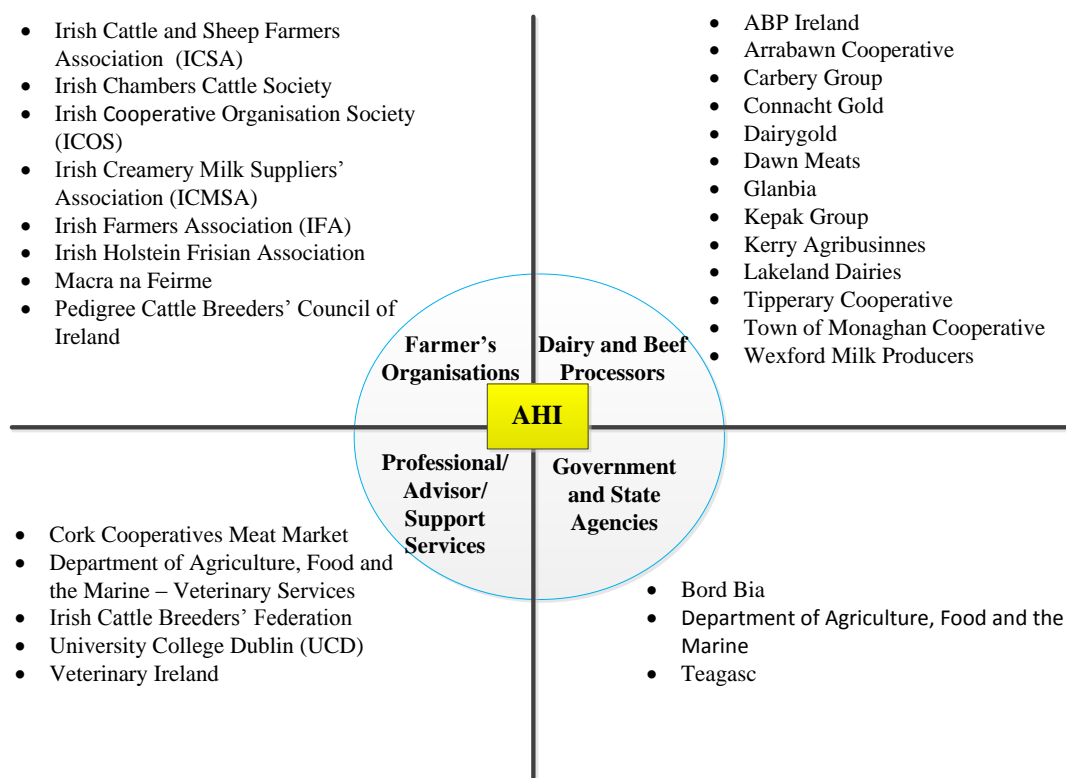 • Irish Cattle and Sheep Farmers
Association (ICSA)
• Irish Chambers Cattle Society
• Irish Cooperative Organisation Society
(ICOS)
• Irish Creamery Milk Suppliers'
Association (ICMSA)
• Irish Farmers Association (IFA)
• Irish Holstein Frisian Association
• Macra na Feirme
• Pedigree Cattle Breeders' Council of
Ireland
• ABP Ireland
• Arrabawn Cooperative
• Carbery Group
• Connacht Gold
• Dairygold
• Dawn Meats
• Glanbia
• Kepak Group
• Kerry Agribusinnes
• Lakeland Dairies
• Tipperary Cooperative
• Town of Monaghan Cooperative
• Wexford Milk Producers
Farmer's
Organisations
Dairy and Beef
Processors
AHI
Professional/
Advisor/
Support
Services
Government
and State
Agencies
• Cork Cooperatives Meat Market
• Department of Agriculture, Food and
the Marine – Veterinary Services
• Irish Cattle Breeders' Federation
• University College Dublin (UCD)
• Veterinary Ireland
• Bord Bia
• Department of Agriculture, Food and the
Marine
• Teagasc